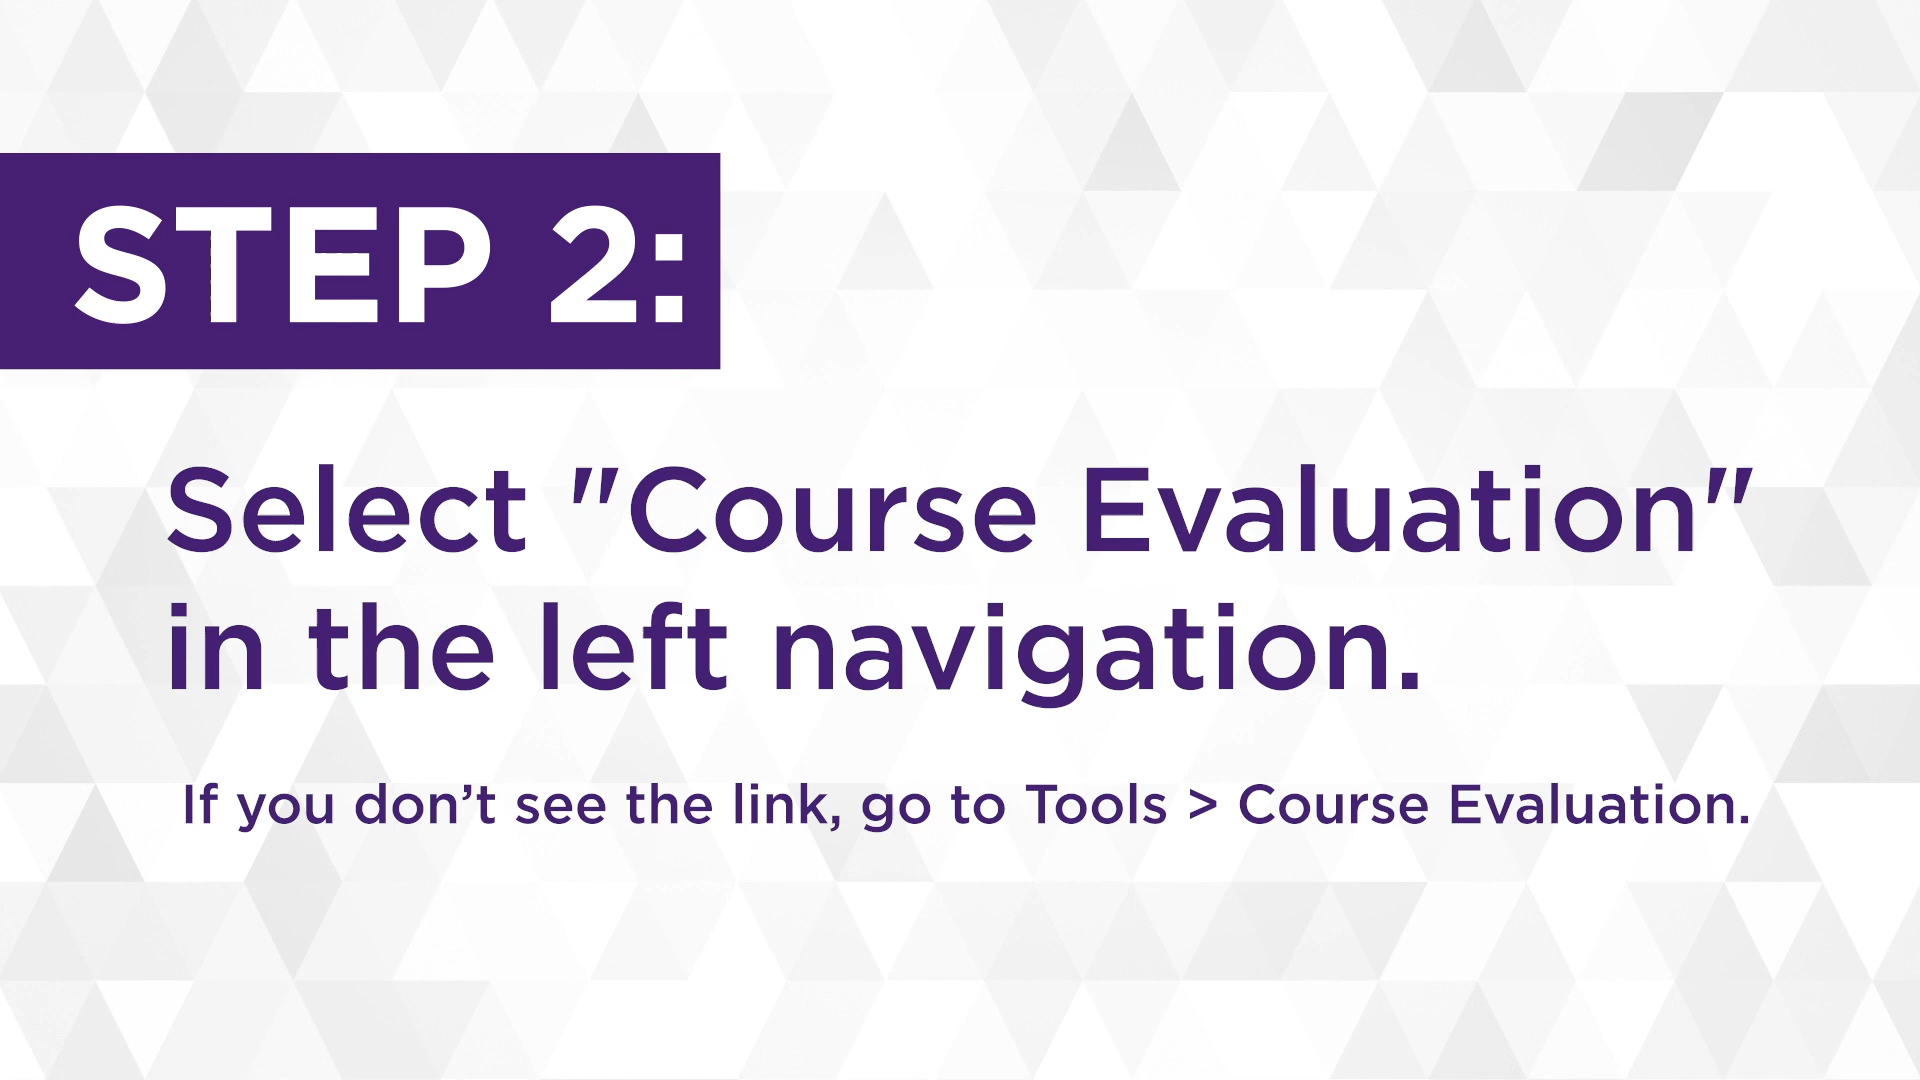 STEP 2:
Select "Course Evaluation"
in the left navigation.
If you don’t see the link, go to Tools > Course Evaluation.